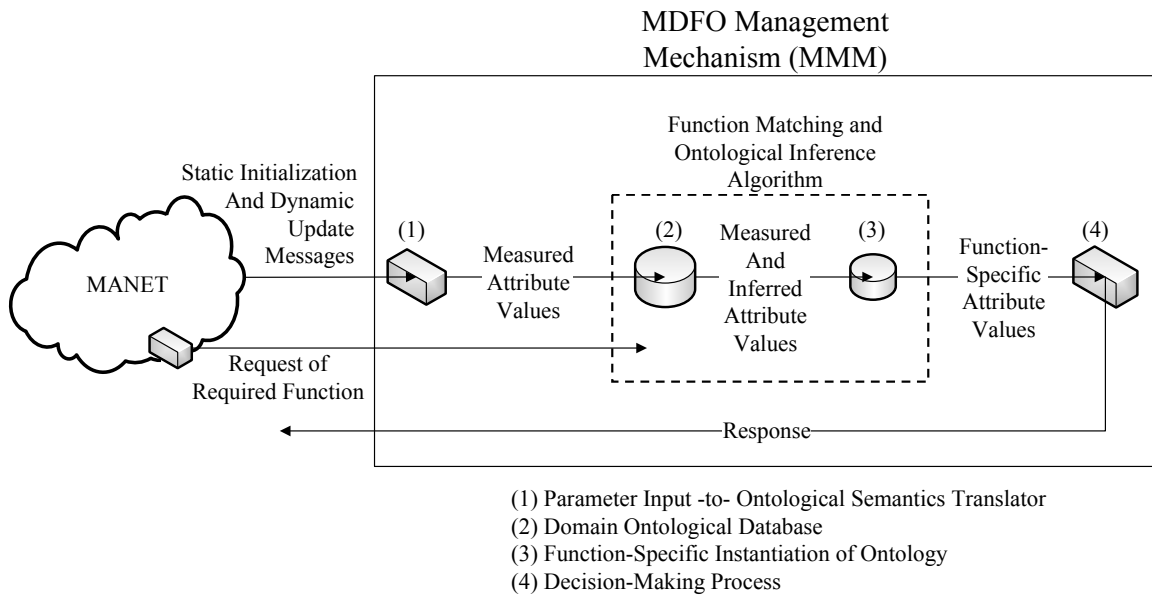 MDFO Management
Mechanism (MMM)
Function Matching and
Ontological Inference
Algorithm
Static Initialization
And Dynamic
Update
Messages
(1)
(2)
(3)
(4)
MANET
Measured
Attribute
Values
Measured
And
Inferred
Attribute
Values
Function-
Specific
Attribute
Values
Request of
Required Function
Response
(1) Parameter Input -to- Ontological Semantics Translator
(2) Domain Ontological Database
(3) Function-Specific Instantiation of Ontology
(4) Decision-Making Process